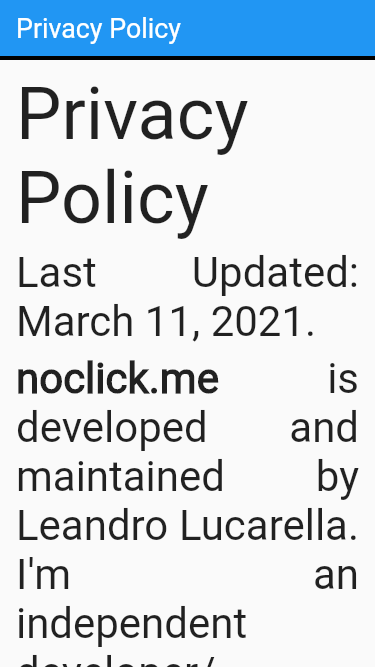 Privacy Policy
Privacy
Policy
Last Updated:
March 11, 2021.
noclick.me is
developed and
maintained by
Leandro Lucarella.
I'm an
independent
developer/